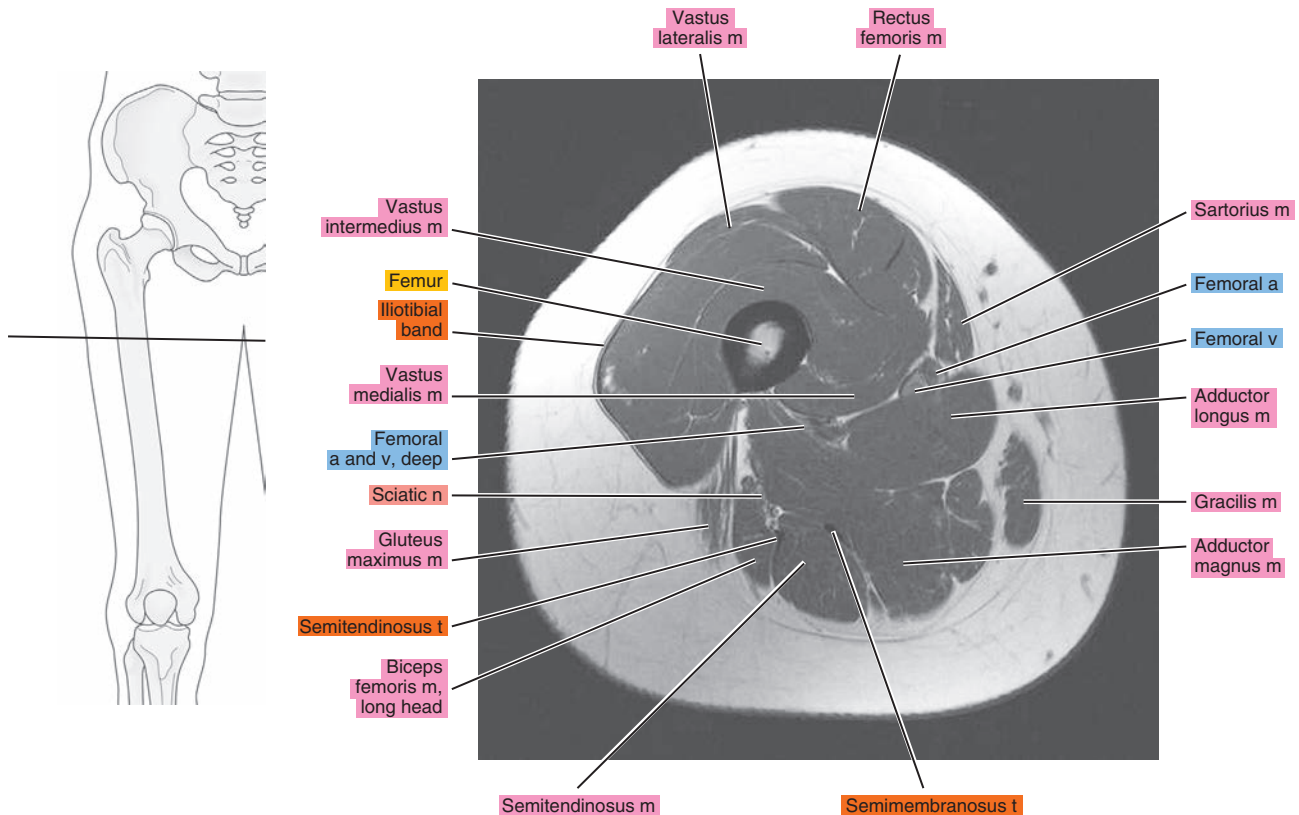 Vastus
lateralis m
Rectus
femoris m
Vastus
intermedius m
Femur
Iliotibial
band
Vastus
medialis m
Femoral
a and v, deep
Sciatic n
Gluteus
maximus m
Semitendinosus t
Biceps
femoris m,
long head
Sartorius m
Femoral a
Femoral v
Adductor
longus m
Gracilis m
Adductor
magnus m
Semitendinosus m
Semimembranosus t